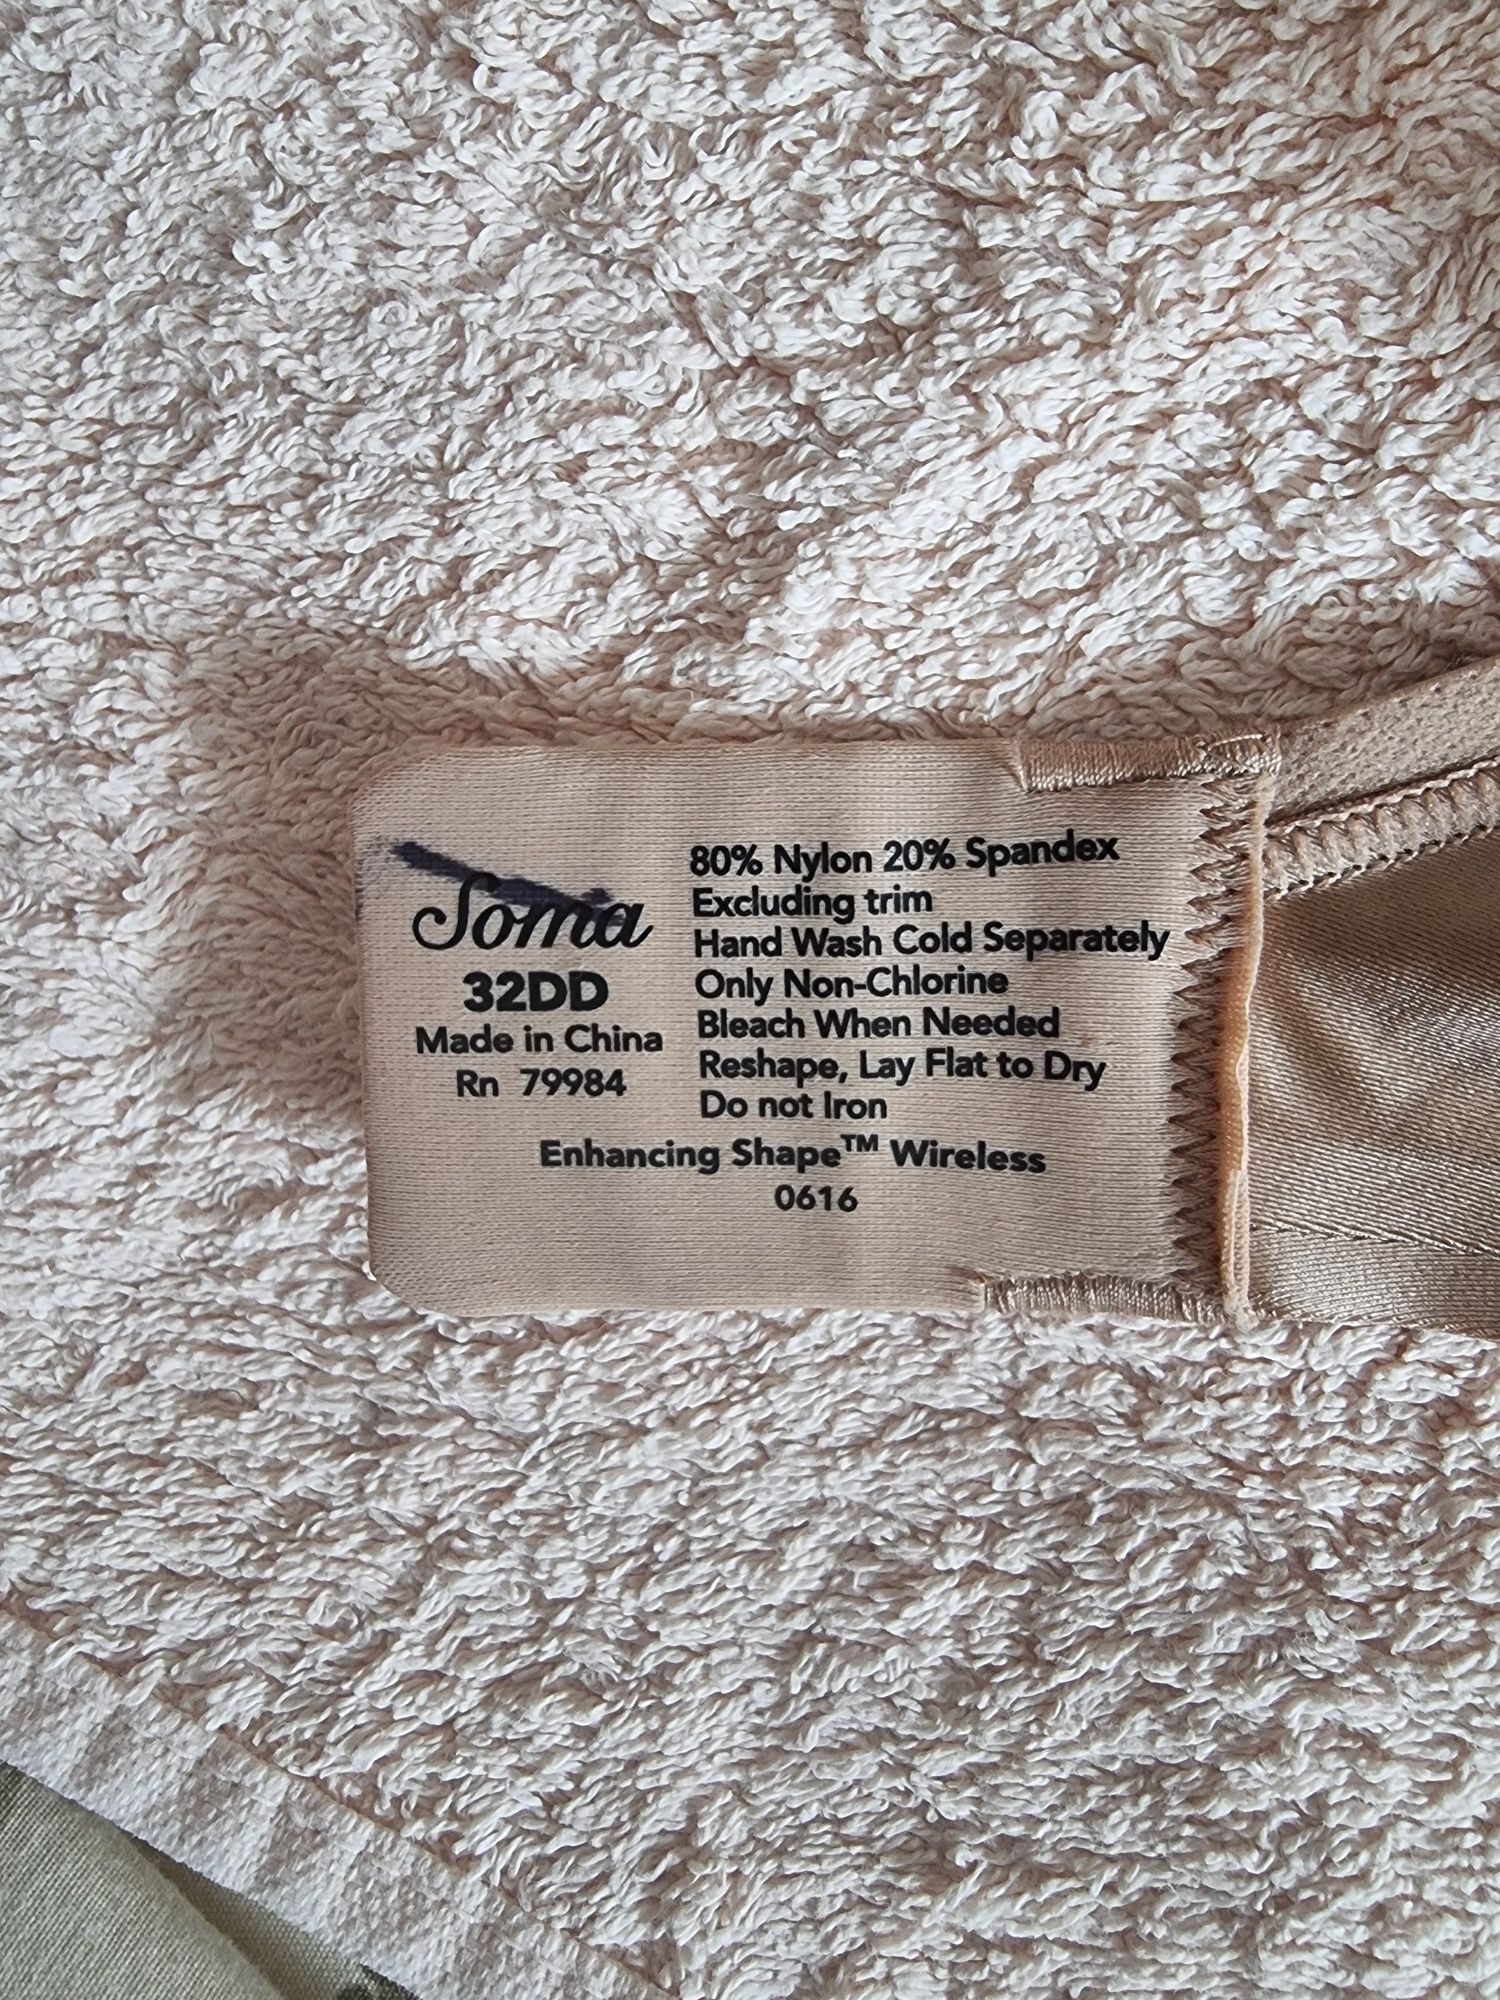 Soma
32DD
Made in China
Rn 79984
80% Nylon 20% Spandex
Excluding trim
Hand Wash Cold Separately
Only Non-Chlorine
Bleach When Needed
Reshape, Lay Flat to Dry
Do not Iron
Enhancing Shape™ Wireless
0616